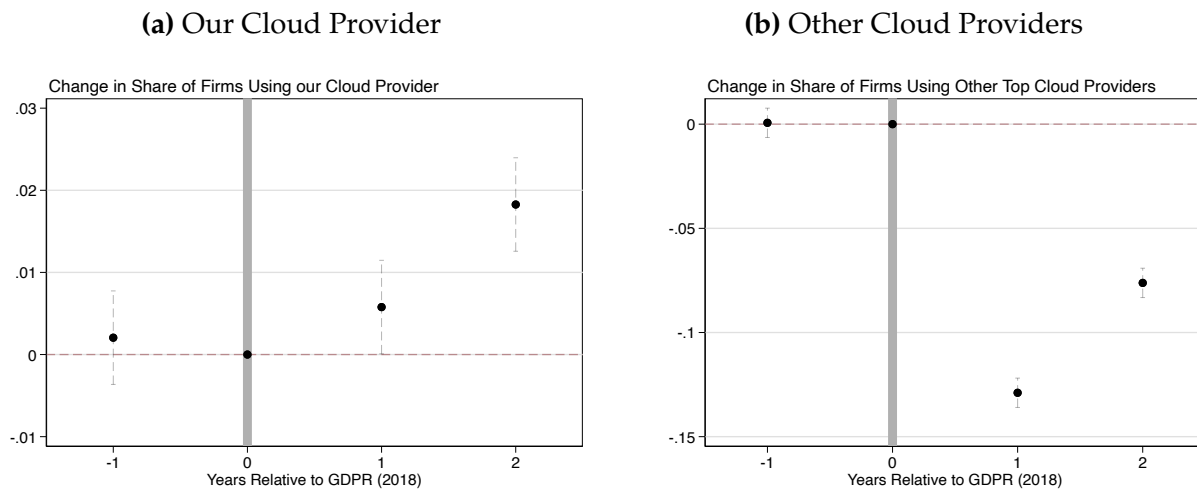 (a) Our Cloud Provider
(b) Other Cloud Providers
Change in Share of Firms Using our Cloud Provider
.03
.02
.01
0
-.01
-1 0 1 2
Years Relative to GDPR (2018)
Change in Share of Firms Using Other Top Cloud Providers
0
-.05
-.1
-.15
-1 0 1 2
Years Relative to GDPR (2018)